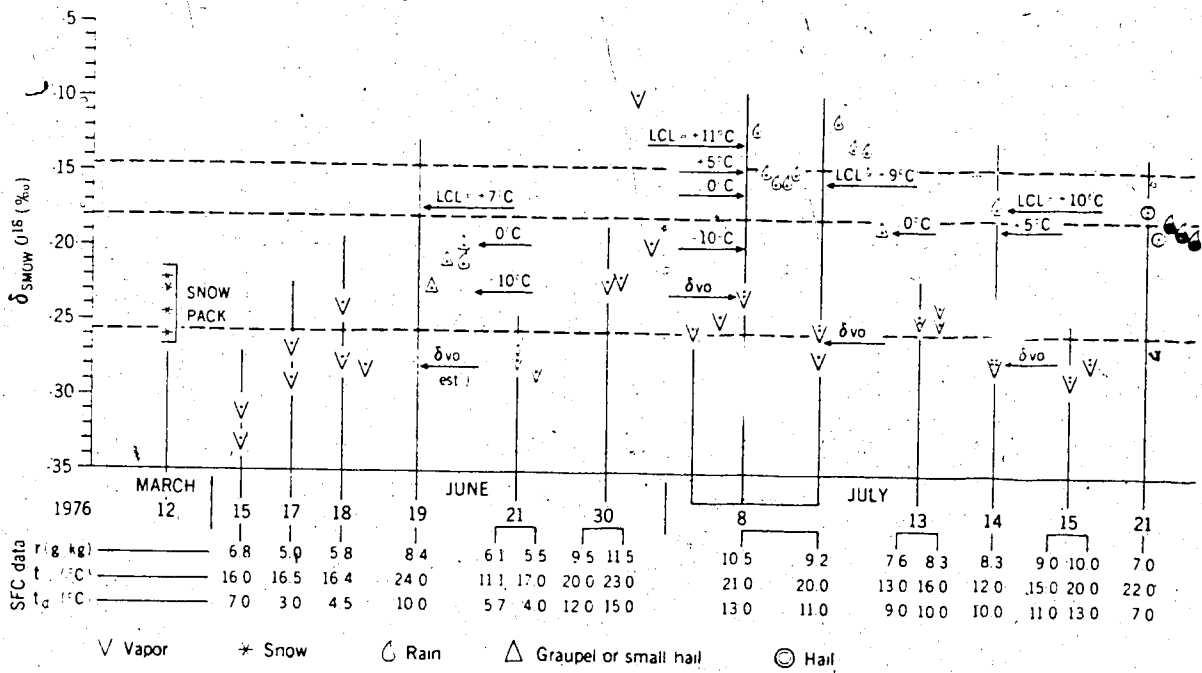 ·5
·10
LCL = +11°C
LCL = +9°C
·15
+5°C
0°C
LCL = +7°C
LCL = +10°C
δSMOW O¹⁶ (‰)
·20
0°C
·10°C
0°C
+5°C
SNOW
PACK
·10°C
δvo
·25
δvo
δvo
est )
δvo
·30
·35
MARCH
JUNE
JULY
1976 12 15 17 18 19 21 30 8 13 14 15 21
SFC data
r (g kg) 6.8 5.0 5.8 8.4 6.1 5.5 9.5 11.5 10.5 9.2 7.6 8.3 8.3 9.0 10.0 7.0
t (°C) 16.0 16.5 16.4 24.0 11.1 17.0 20.0 23.0 21.0 20.0 13.0 16.0 12.0 15.0 20.0 22.0
td (°C) 7.0 3.0 4.5 10.0 5.7 4.0 12.0 15.0 13.0 11.0 9.0 10.0 10.0 11.0 13.0 7.0
V Vapor * Snow Rain △ Graupel or small hail ◎ Hail